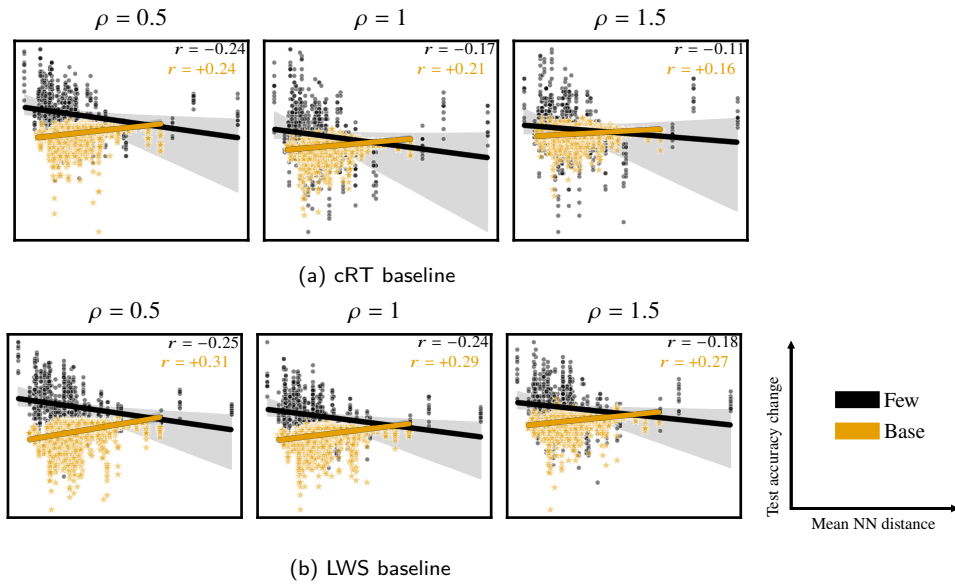 ρ = 0.5
ρ = 1
ρ = 1.5
r = −0.24
r = +0.24
r = −0.17
r = +0.21
r = −0.11
r = +0.16
(a) cRT baseline
ρ = 0.5
ρ = 1
ρ = 1.5
r = −0.25
r = +0.31
r = −0.24
r = +0.29
r = −0.18
r = +0.27
(b) LWS baseline
Test accuracy change
Few
Base
Mean NN distance